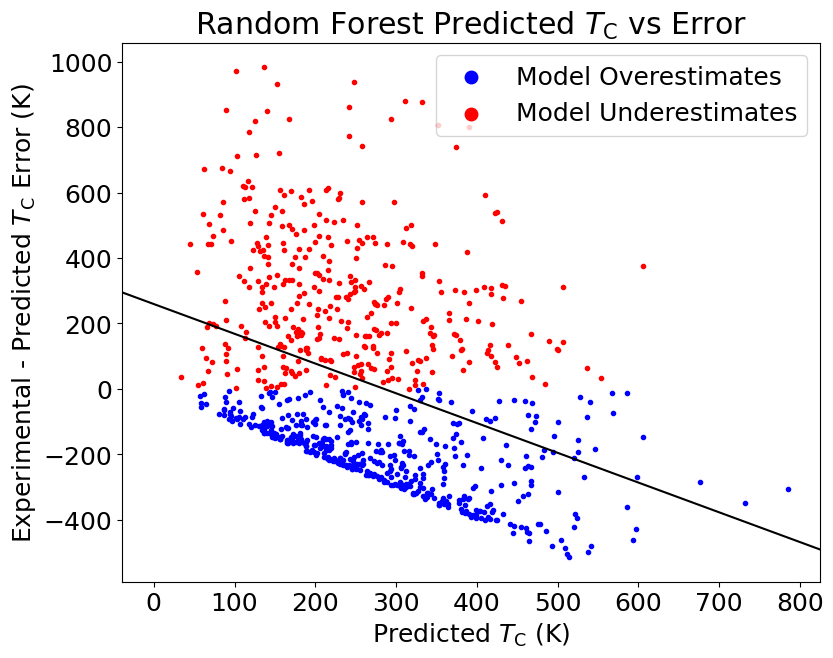 Random Forest Predicted T_C vs Error
Experimental - Predicted T_C Error (K)
Model Overestimates
Model Underestimates
1000
800
600
400
200
0
−200
−400
0 100 200 300 400 500 600 700 800
Predicted T_C (K)